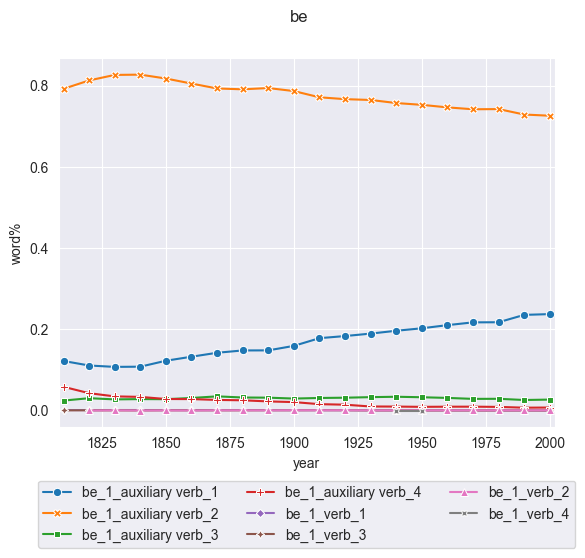 be
0.8
0.6
0.4
0.2
0.0
word%
1825 1850 1875 1900 1925 1950 1975 2000
year
be_1_auxiliary verb_1 be_1_auxiliary verb_4 be_1_verb_2
be_1_auxiliary verb_2 be_1_verb_1 be_1_verb_4
be_1_auxiliary verb_3 be_1_verb_3